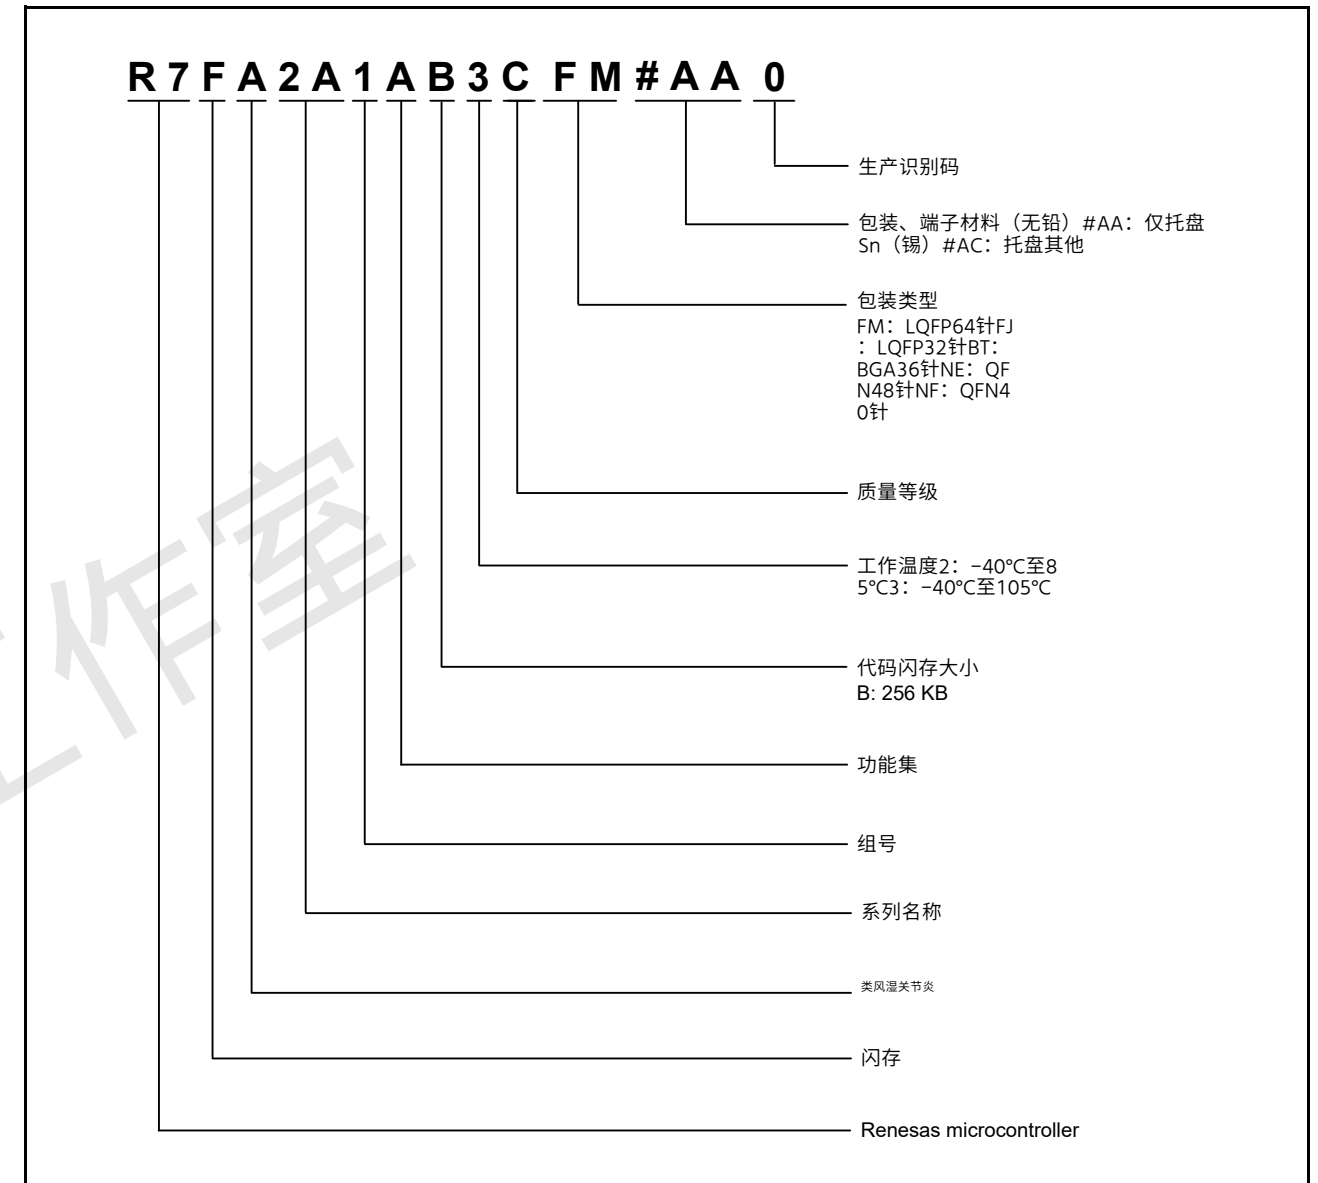 R7FA2A1AB3CFM#AA0
生产识别码
包装、端子材料（无铅）#AA：仅托盘
Sn（锡）#AC：托盘其他
包装类型
FM：LQFP64针FJ
：LQFP32针BT：
BGA36针NE：QF
N48针NF：QFN4
0针
质量等级
工作温度2：-40°C至8
5°C3：-40°C至105°C
代码闪存大小
B: 256 KB
功能集
组号
系列名称
类风湿关节炎
闪存
Renesas microcontroller
工作室